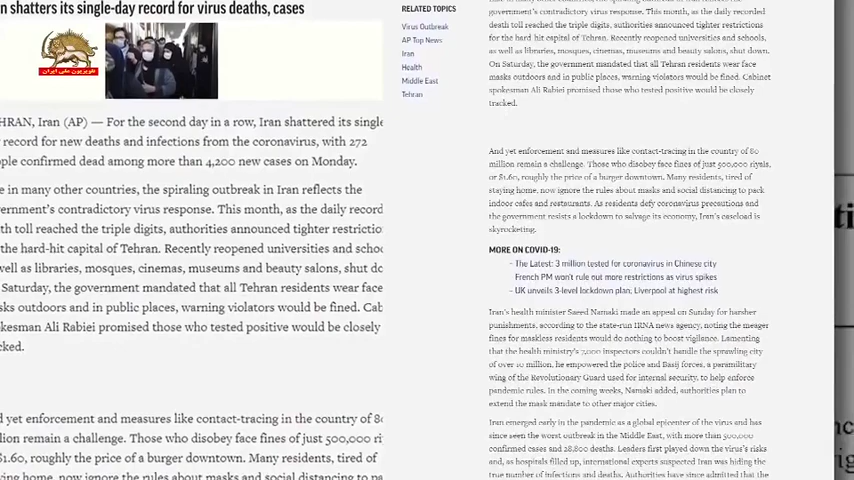 n shatters its single-day record for virus deaths, cases
تلویزیون ملی ایران
HRAN, Iran (AP) — For the second day in a row, Iran shattered its single
record for new deaths and infections from the coronavirus, with 272
ople confirmed dead among more than 4,200 new cases on Monday.
e in many other countries, the spiraling outbreak in Iran reflects the
ernment's contradictory virus response. This month, as the daily record
th toll reached the triple digits, authorities announced tighter restrictio
the hard-hit capital of Tehran. Recently reopened universities and schoo
well as libraries, mosques, cinemas, museums and beauty salons, shut do
Saturday, the government mandated that all Tehran residents wear face
sks outdoors and in public places, warning violators would be fined. Cab
okesman Ali Rabiei promised those who tested positive would be closely
cked.
d yet enforcement and measures like contact-tracing in the country of 80
lion remain a challenge. Those who disobey face fines of just 500,000 ri
$1.60, roughly the price of a burger downtown. Many residents, tired of
ying home, now ignore the rules about masks and social distancing to pa
RELATED TOPICS
Virus Outbreak
AP Top News
Iran
Health
Middle East
Tehran
government's contradictory virus response. This month, as the daily recorded
death toll reached the triple digits, authorities announced tighter restrictions
for the hard hit capital of Tehran. Recently reopened universities and schools,
as well as libraries, mosques, cinemas, museums and beauty salons, shut down.
On Saturday, the government mandated that all Tehran residents wear face
masks outdoors and in public places, warning violators would be fined. Cabinet
spokesman Ali Rabiei promised those who tested positive would be closely
tracked.
And yet enforcement and measures like contact-tracing in the country of 80
million remain a challenge. Those who disobey face fines of just 500,000 riyals,
or $1.60, roughly the price of a burger downtown. Many residents, tired of
staying home, now ignore the rules about masks and social distancing to pack
indoor cafes and restaurants. As residents defy coronavirus precautions and
the government resists a lockdown to salvage its economy, Iran's caseload is
skyrocketing.
MORE ON COVID-19:
– The Latest: 3 million tested for coronavirus in Chinese city
French PM won't rule out more restrictions as virus spikes
– UK unveils 3-level lockdown plan; Liverpool at highest risk
Iran's health minister Saeed Namaki made an appeal on Sunday for harsher
punishments, according to the state-run IRNA news agency, noting the meager
fines for maskless residents would do nothing to boost vigilance. Lamenting
that the health ministry's 7,000 inspectors couldn't handle the sprawling city
of over 10 million, he empowered the police and Basij forces, a paramilitary
wing of the Revolutionary Guard used for internal security, to help enforce
pandemic rules. In the coming weeks, Namaki added, authorities plan to
extend the mask mandate to other major cities.
Iran emerged early in the pandemic as a global epicenter of the virus and has
since seen the worst outbreak in the Middle East, with more than 500,000
confirmed cases and 28,800 deaths. Leaders first played down the virus's risks
and, as hospitals filled up, international experts suspected Iran was hiding the
true number of infections and deaths. Authorities have since admitted that the